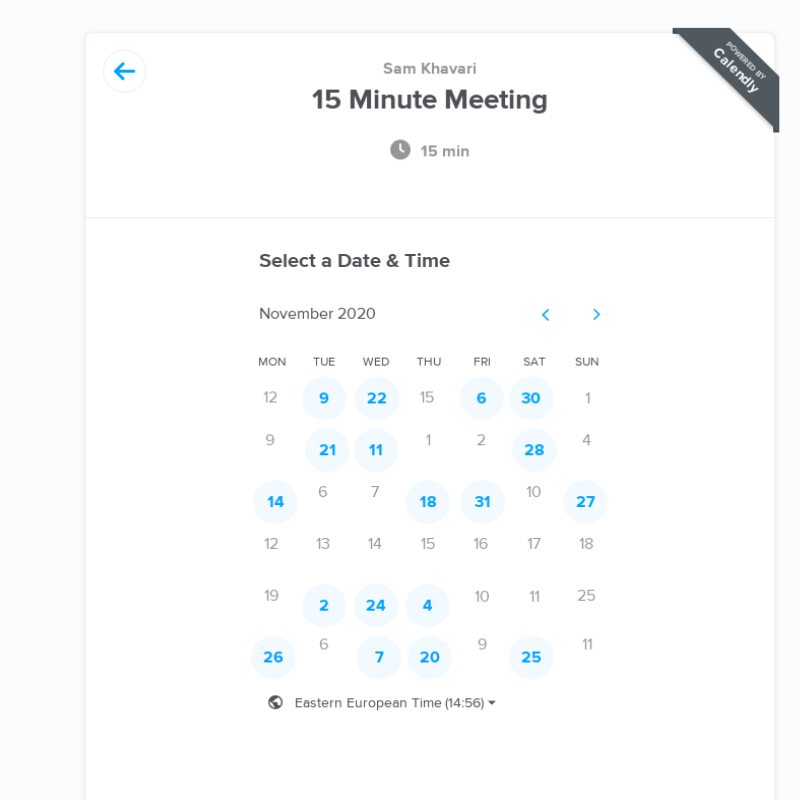 POWERED BY
Calendly
Sam Khavari
15 Minute Meeting
15 min
Select a Date & Time
November 2020
MON TUE WED THU FRI SAT SUN
12 9 22 15 6 30 1
9 21 11 1 2 28 4
14 6 7 18 31 10 27
12 13 14 15 16 17 18
19 2 24 4 10 11 25
26 6 7 20 9 25 11
Eastern European Time (14:56)